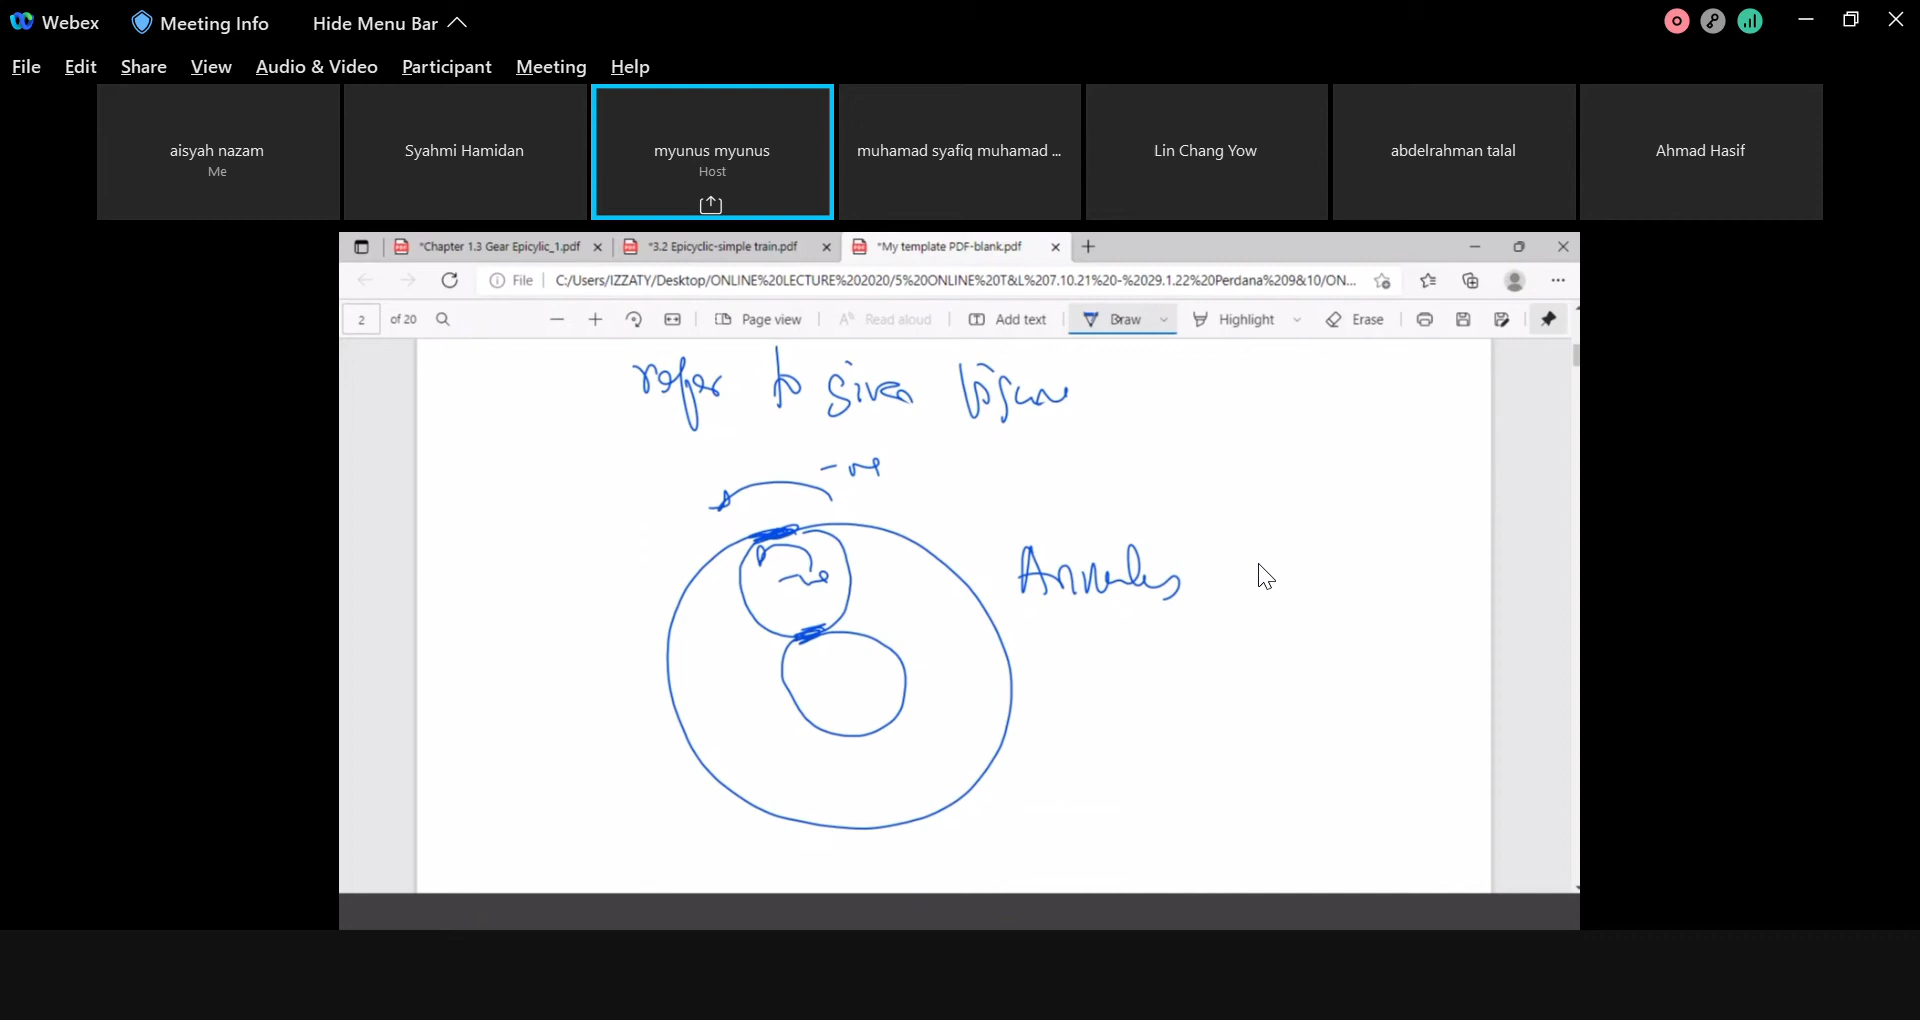 Webex Meeting Info Hide Menu Bar
File Edit Share View Audio & Video Participant Meeting Help
aisyah nazam
Me
Syahmi Hamidan
myunus myunus
Host
muhamad syafiq muhamad ...
Lin Chang Yow
abdelrahman talal
Ahmad Hasif
*Chapter 1.3 Gear Epicylic_1.pdf *3.2 Epicyclic-simple train.pdf *My template PDF-blank.pdf
File C:/Users/IZZATY/Desktop/ONLINE%20LECTURE%202020/5%20ONLINE%20T&L%207.10.21%20-%2029.1.22%20Perdana%209&10/ON...
2 of 20 Page view Read aloud Add text Draw Highlight Erase
refer to given
-ve
-ve
Annulus